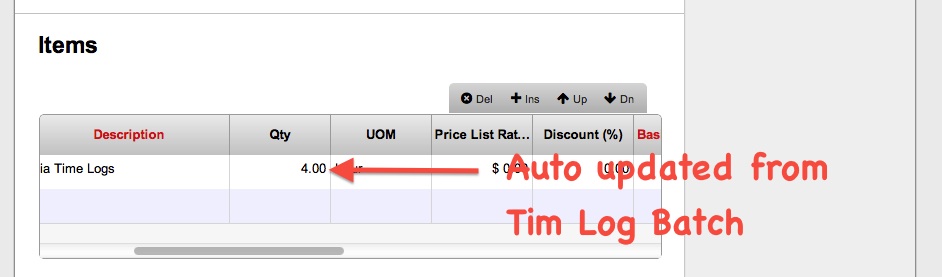 Items
Del Ins Up Dn
Description Qty UOM Price List Rat... Discount (%) Bas
ia Time Logs 4.00 $ 0.00 0.00
Auto updated from
Tim Log Batch